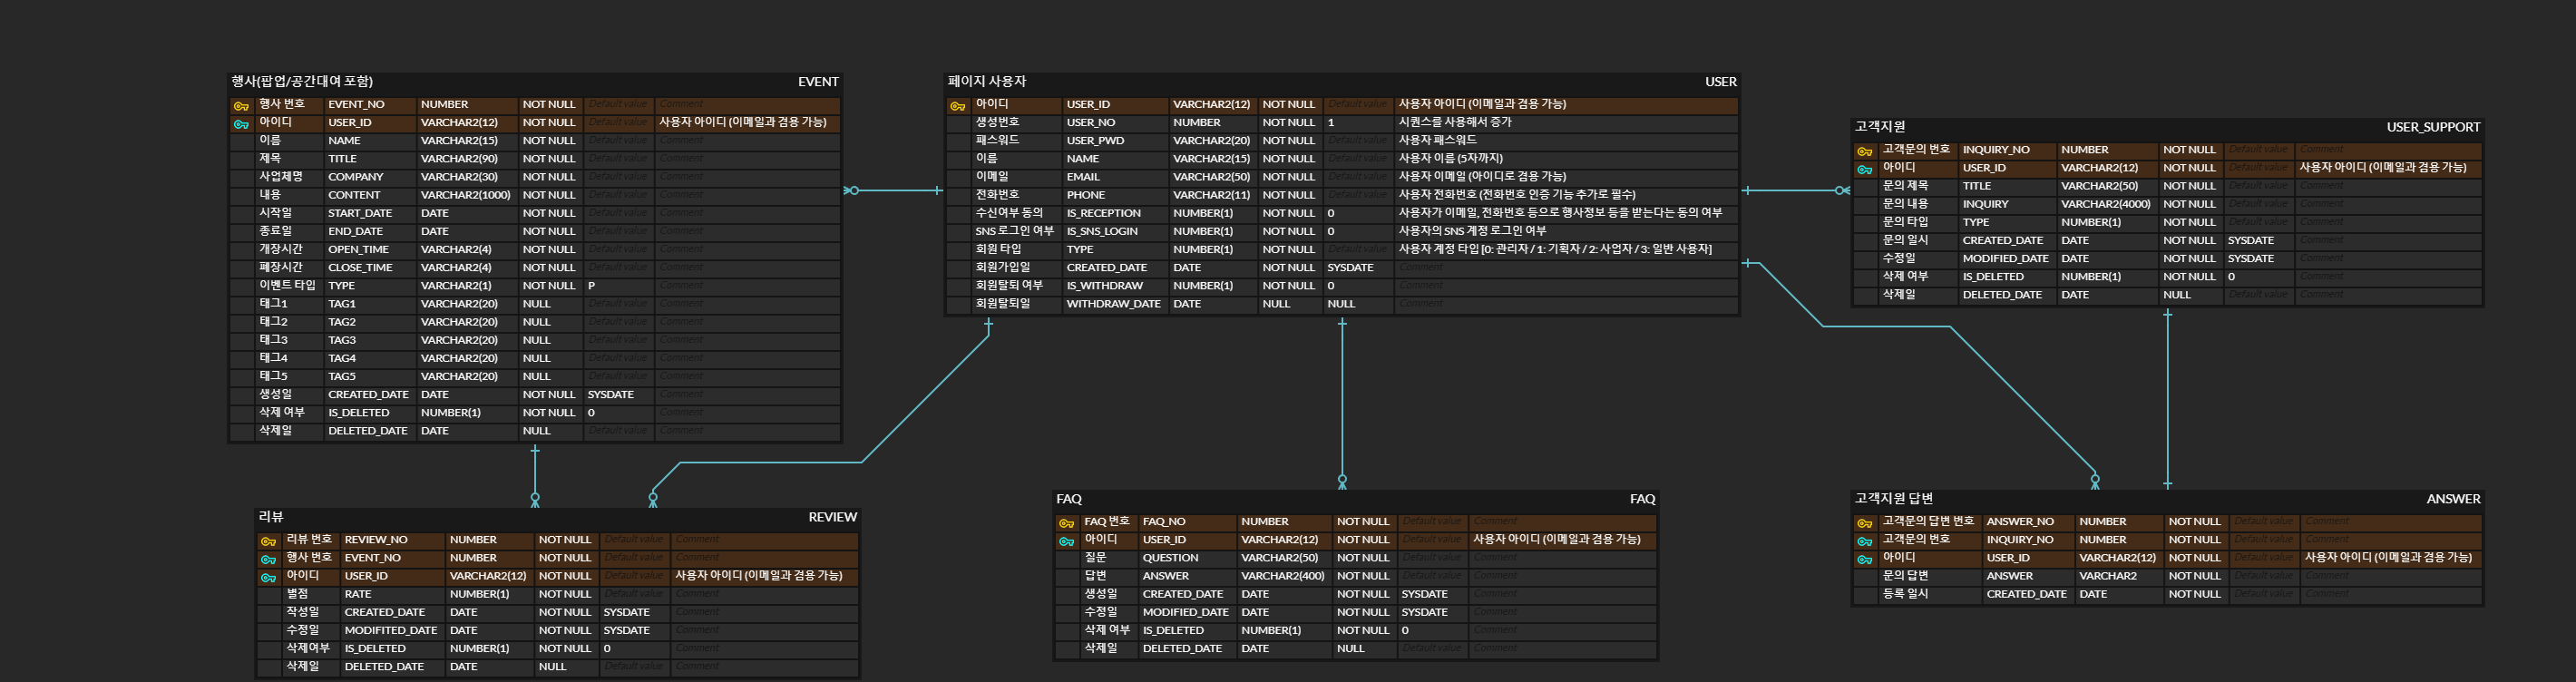 행사(팝업/공간대여 포함) EVENT
행사 번호 EVENT_NO NUMBER NOT NULL Default value Comment
아이디 USER_ID VARCHAR2(12) NOT NULL Default value 사용자 아이디 (이메일과 겸용 가능)
이름 NAME VARCHAR2(15) NOT NULL Default value Comment
제목 TITLE VARCHAR2(90) NOT NULL Default value Comment
사업체명 COMPANY VARCHAR2(30) NOT NULL Default value Comment
내용 CONTENT VARCHAR2(1000) NOT NULL Default value Comment
시작일 START_DATE DATE NOT NULL Default value Comment
종료일 END_DATE DATE NOT NULL Default value Comment
개장시간 OPEN_TIME VARCHAR2(4) NOT NULL Default value Comment
폐장시간 CLOSE_TIME VARCHAR2(4) NOT NULL Default value Comment
이벤트 타입 TYPE VARCHAR2(1) NOT NULL P Comment
태그1 TAG1 VARCHAR2(20) NULL Default value Comment
태그2 TAG2 VARCHAR2(20) NULL Default value Comment
태그3 TAG3 VARCHAR2(20) NULL Default value Comment
태그4 TAG4 VARCHAR2(20) NULL Default value Comment
태그5 TAG5 VARCHAR2(20) NULL Default value Comment
생성일 CREATED_DATE DATE NOT NULL SYSDATE Comment
삭제 여부 IS_DELETED NUMBER(1) NOT NULL 0 Comment
삭제일 DELETED_DATE DATE NULL Default value Comment
페이지 사용자 USER
아이디 USER_ID VARCHAR2(12) NOT NULL Default value 사용자 아이디 (이메일과 겸용 가능)
생성번호 USER_NO NUMBER NOT NULL 1 시퀀스를 사용해서 증가
패스워드 USER_PWD VARCHAR2(20) NOT NULL Default value 사용자 패스워드
이름 NAME VARCHAR2(15) NOT NULL Default value 사용자 이름 (5자까지)
이메일 EMAIL VARCHAR2(50) NOT NULL Default value 사용자 이메일 (아이디로 겸용 가능)
전화번호 PHONE VARCHAR2(11) NOT NULL Default value 사용자 전화번호 (전화번호 인증 기능 추가로 필수)
수신여부 동의 IS_RECEPTION NUMBER(1) NOT NULL 0 사용자가 이메일, 전화번호 등으로 행사정보 등을 받는다는 동의 여부
SNS 로그인 여부 IS_SNS_LOGIN NUMBER(1) NOT NULL 0 사용자의 SNS 계정 로그인 여부
회원 타입 TYPE NUMBER(1) NOT NULL Default value 사용자 계정 타입 [0: 관리자 / 1: 기획자 / 2: 사업자 / 3: 일반 사용자]
회원가입일 CREATED_DATE DATE NOT NULL SYSDATE Comment
회원탈퇴 여부 IS_WITHDRAW NUMBER(1) NOT NULL 0 Comment
회원탈퇴일 WITHDRAW_DATE DATE NULL NULL Comment
고객지원 USER_SUPPORT
고객문의 번호 INQUIRY_NO NUMBER NOT NULL Default value Comment
아이디 USER_ID VARCHAR2(12) NOT NULL Default value 사용자 아이디 (이메일과 겸용 가능)
문의 제목 TITLE VARCHAR2(50) NOT NULL Default value Comment
문의 내용 INQUIRY VARCHAR2(4000) NOT NULL Default value Comment
문의 타입 TYPE NUMBER(1) NOT NULL Default value Comment
문의 일시 CREATED_DATE DATE NOT NULL SYSDATE Comment
수정일 MODIFIED_DATE DATE NOT NULL SYSDATE Comment
삭제 여부 IS_DELETED NUMBER(1) NOT NULL 0 Comment
삭제일 DELETED_DATE DATE NULL Default value Comment
리뷰 REVIEW
리뷰 번호 REVIEW_NO NUMBER NOT NULL Default value Comment
행사 번호 EVENT_NO NUMBER NOT NULL Default value Comment
아이디 USER_ID VARCHAR2(12) NOT NULL Default value 사용자 아이디 (이메일과 겸용 가능)
별점 RATE NUMBER(1) NOT NULL Default value Comment
작성일 CREATED_DATE DATE NOT NULL SYSDATE Comment
수정일 MODIFITED_DATE DATE NOT NULL SYSDATE Comment
삭제여부 IS_DELETED NUMBER(1) NOT NULL 0 Comment
삭제일 DELETED_DATE DATE NULL Default value Comment
FAQ FAQ
FAQ 번호 FAQ_NO NUMBER NOT NULL Default value Comment
아이디 USER_ID VARCHAR2(12) NOT NULL Default value 사용자 아이디 (이메일과 겸용 가능)
질문 QUESTION VARCHAR2(50) NOT NULL Default value Comment
답변 ANSWER VARCHAR2(400) NOT NULL Default value Comment
생성일 CREATED_DATE DATE NOT NULL SYSDATE Comment
수정일 MODIFIED_DATE DATE NOT NULL SYSDATE Comment
삭제 여부 IS_DELETED NUMBER(1) NOT NULL 0 Comment
삭제일 DELETED_DATE DATE NULL Default value Comment
고객지원 답변 ANSWER
고객문의 답변 번호 ANSWER_NO NUMBER NOT NULL Default value Comment
고객문의 번호 INQUIRY_NO NUMBER NOT NULL Default value Comment
아이디 USER_ID VARCHAR2(12) NOT NULL Default value 사용자 아이디 (이메일과 겸용 가능)
문의 답변 ANSWER VARCHAR2 NOT NULL Default value Comment
등록 일시 CREATED_DATE DATE NOT NULL Default value Comment